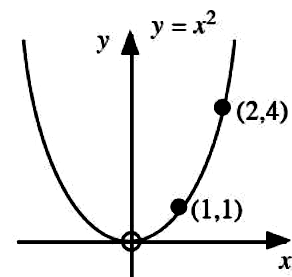 y
y = x²
(2,4)
(1,1)
x